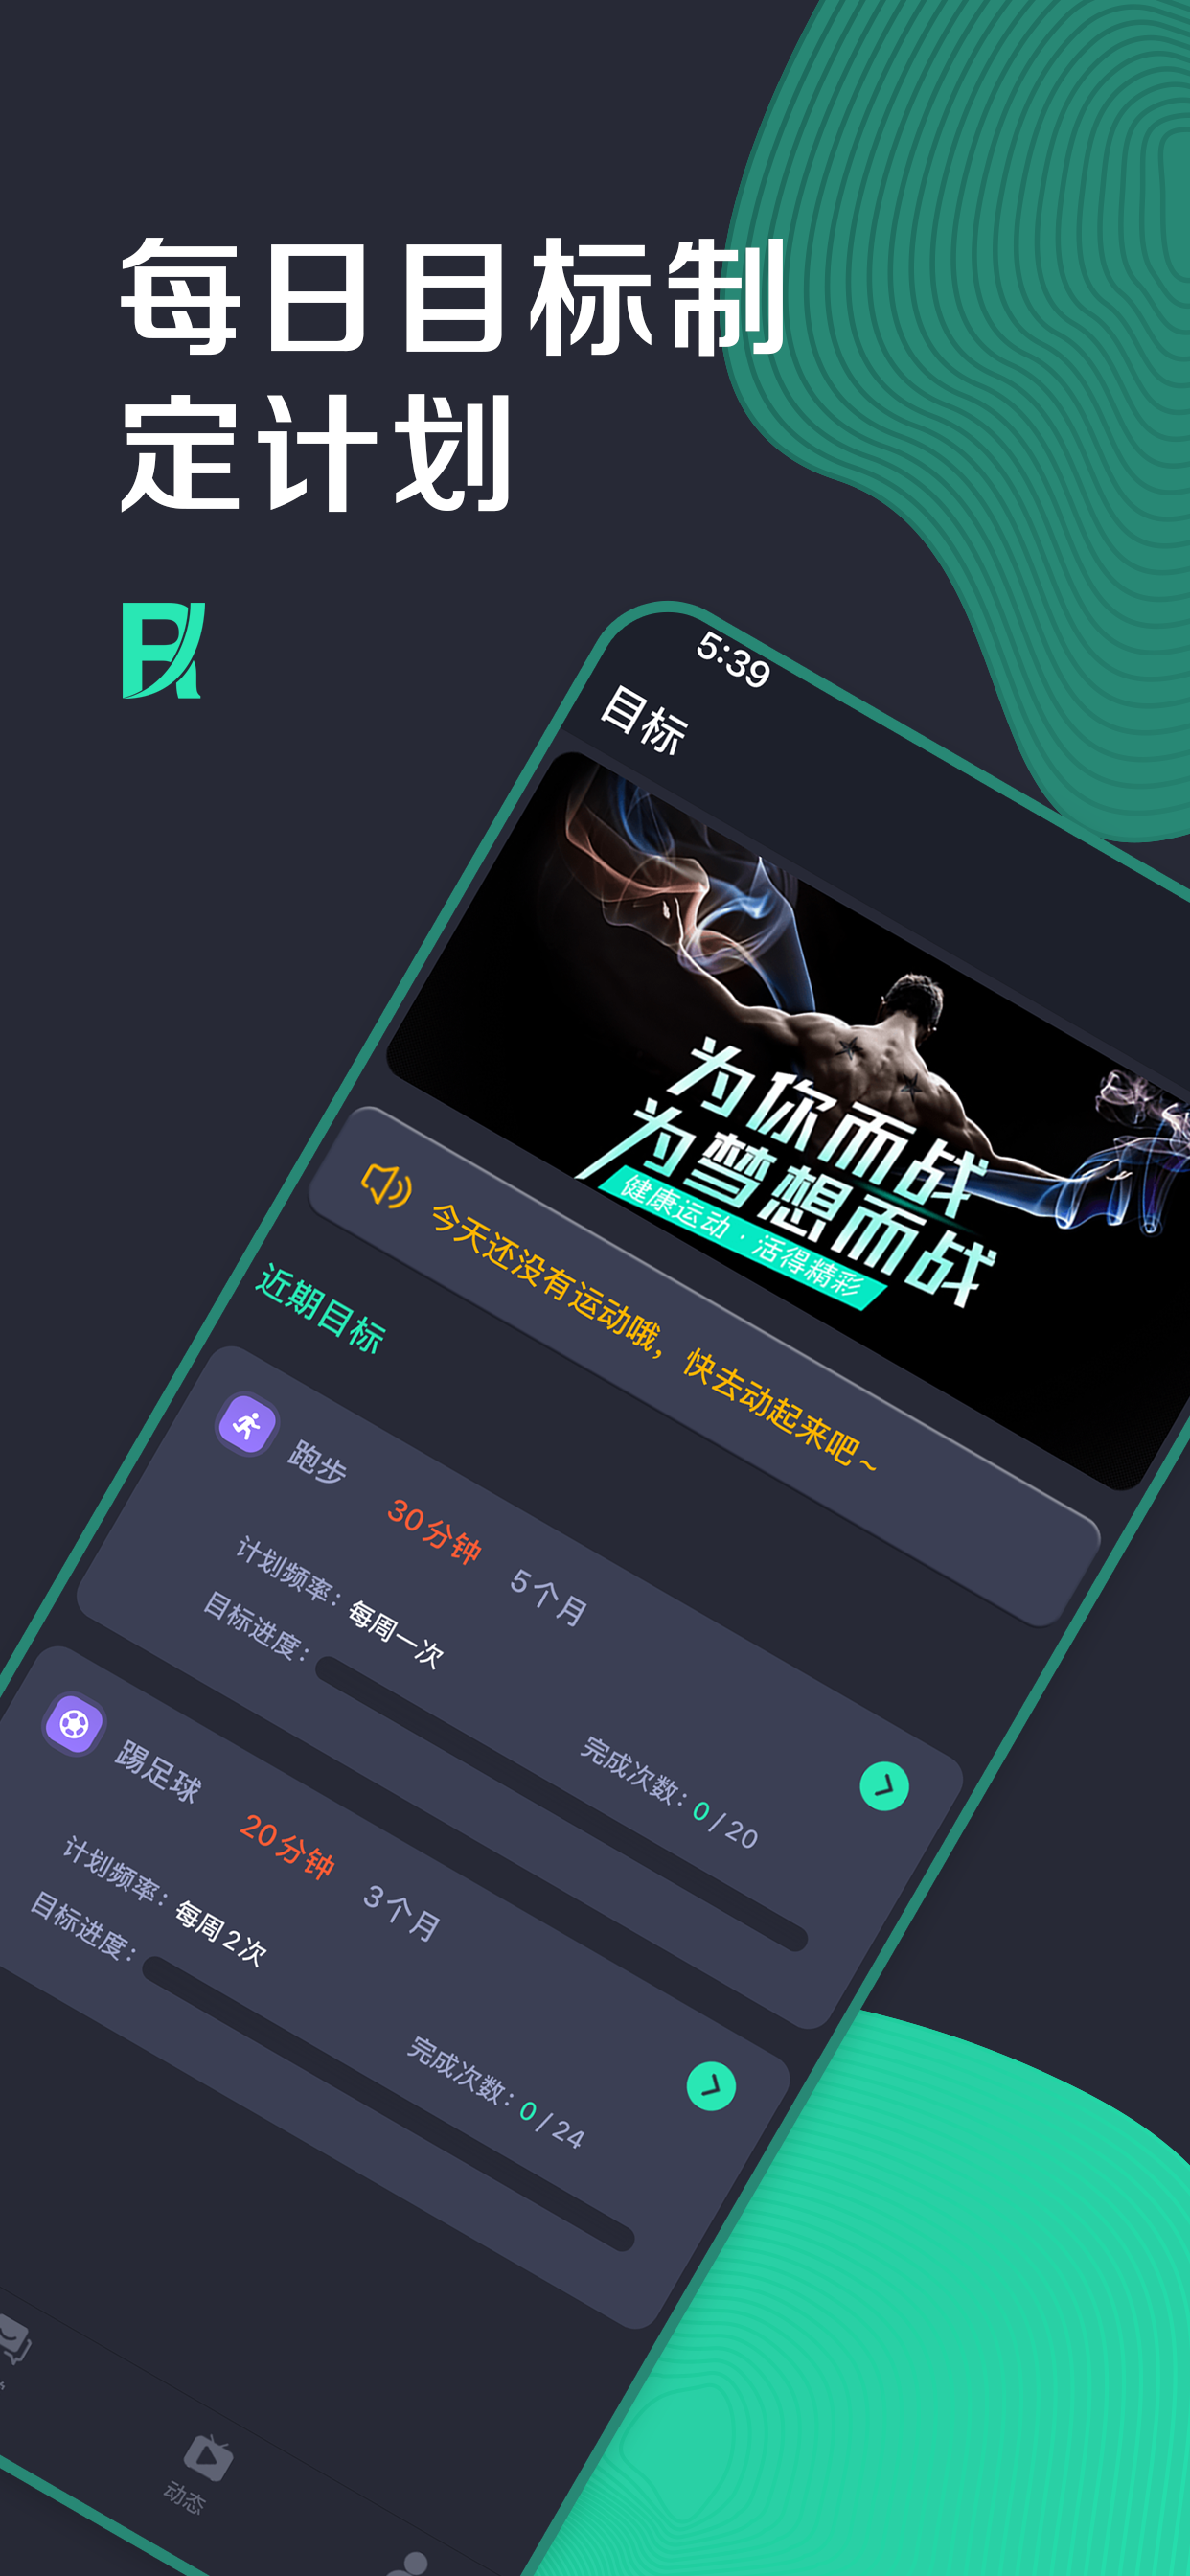 每日目标制
定计划
5:39
目标
为你而战
为梦想而战
健康运动·活得精彩
今天还没有运动哦，快去动起来吧~
近期目标
跑步 30分钟 5个月
计划频率：每周一次
目标进度：
完成次数：0/20
踢足球 20分钟 3个月
计划频率：每周2次
目标进度：
完成次数：0/24
动态